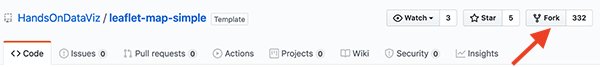 HandsOnDataViz / leaflet-map-simple Template Watch 3 Star 5 Fork 332
Code Issues 0 Pull requests 0 Actions Projects 0 Wiki Security 0 Insights